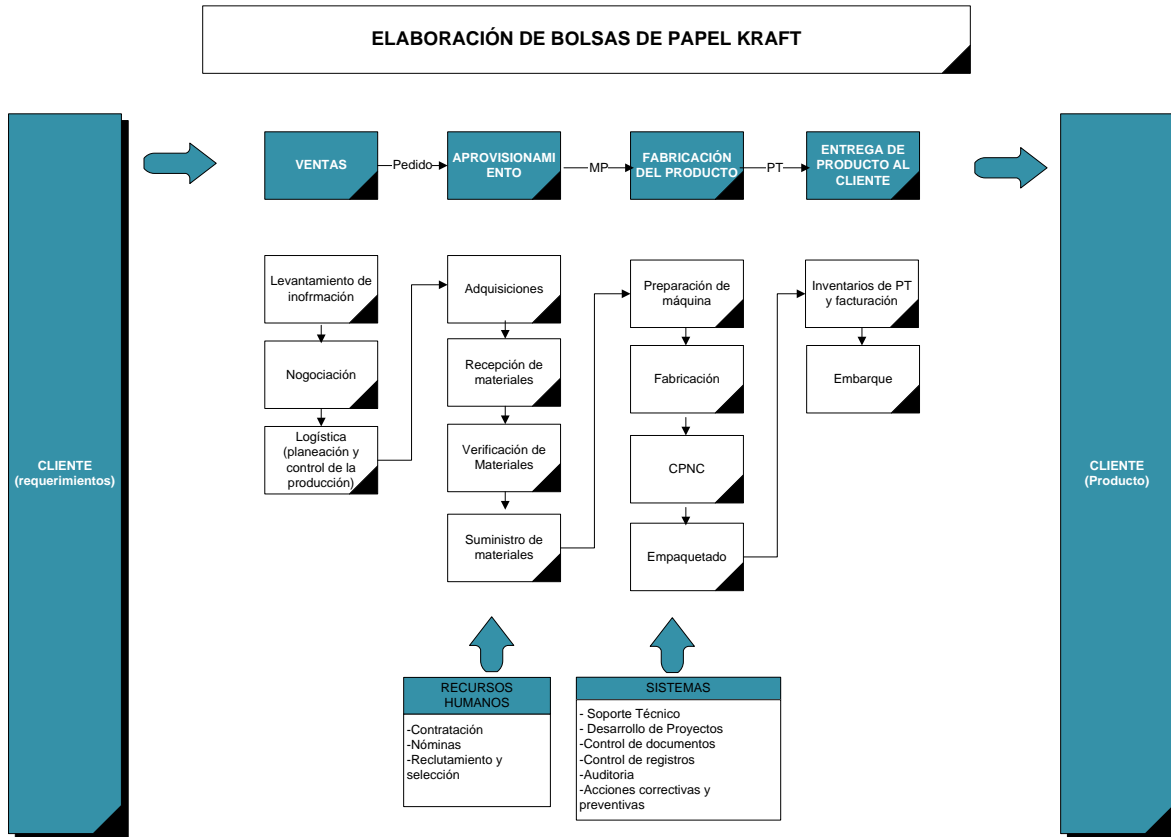 ELABORACIÓN DE BOLSAS DE PAPEL KRAFT
VENTAS
Pedido
APROVISIONAMI
ENTO
MP
FABRICACIÓN
DEL PRODUCTO
PT
ENTREGA DE
PRODUCTO AL
CLIENTE
CLIENTE
(requerimientos)
Levantamiento de
inofrmación
Nogociación
Logística
(planeación y
control de la
producción)
Adquisiciones
Recepción de
materiales
Verificación de
Materiales
Suministro de
materiales
Preparación de
máquina
Fabricación
CPNC
Empaquetado
Inventarios de PT
y facturación
Embarque
CLIENTE
(Producto)
RECURSOS
HUMANOS
-Contratación
-Nóminas
-Reclutamiento y
selección
SISTEMAS
- Soporte Técnico
- Desarrollo de Proyectos
-Control de documentos
-Control de registros
-Auditoria
-Acciones correctivas y
preventivas